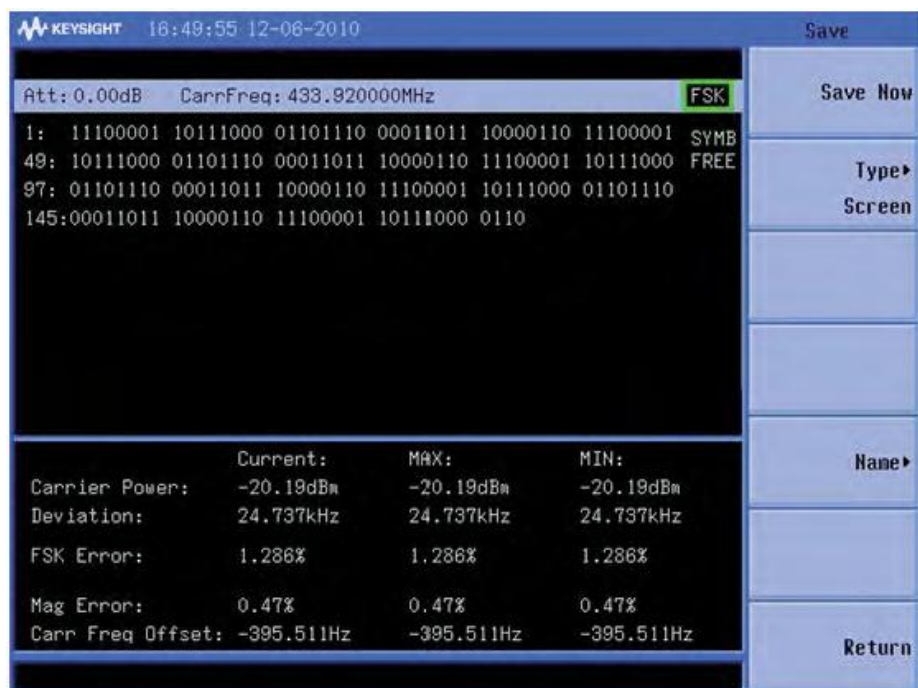 KEYSIGHT 16:49:55 12-06-2010
Save
Att: 0.00dB CarrFreq: 433.920000MHz FSK
1: 11100001 10111000 01101110 00011011 10000110 11100001 SYMB
49: 10111000 01101110 00011011 10000110 11100001 10111000 FREE
97: 01101110 00011011 10000110 11100001 10111000 01101110
145:00011011 10000110 11100001 10111000 0110
Current: MAX: MIN:
Carrier Power: -20.19dBm -20.19dBm -20.19dBm
Deviation: 24.737kHz 24.737kHz 24.737kHz
FSK Error: 1.286% 1.286% 1.286%
Mag Error: 0.47% 0.47% 0.47%
Carr Freq Offset: -395.511Hz -395.511Hz -395.511Hz
Save Now
Type▸
Screen
Name▸
Return